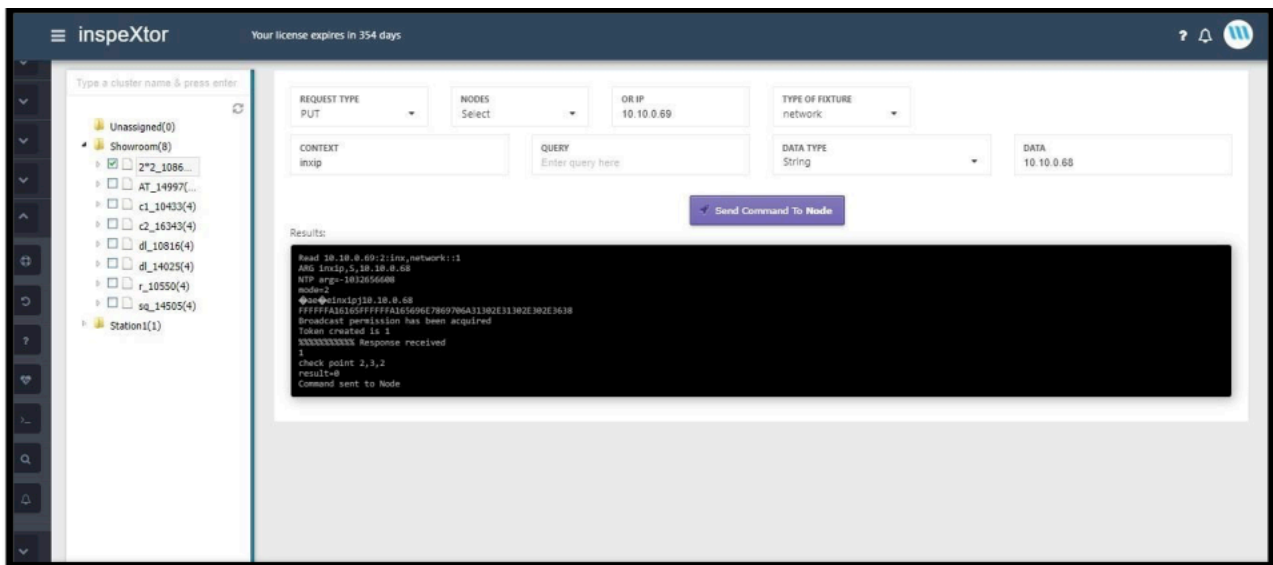 inspeXtor
Your license expires in 354 days
?
Type a cluster name & press enter
Unassigned(0)
Showroom(8)
2*2_1086...
AT_14997(...
c1_10433(4)
c2_16343(4)
dl_10816(4)
dl_14025(4)
r_10550(4)
sq_14505(4)
Station1(1)
REQUEST TYPE
PUT
NODES
Select
OR IP
10.10.0.69
TYPE OF FIXTURE
network
CONTEXT
inxip
QUERY
Enter query here
DATA TYPE
String
DATA
10.10.0.68
Send Command To Node
Results:
Read 10.10.0.69:2:inx,network::1
ARG inxip,S,10.10.0.68
NTP arg=-1032656608
mode=2
�ae�einxipj10.10.0.68
FFFFFFA16165FFFFFFA165696E7869706A31302E31302E302E3638
Broadcast permission has been acquired
Token created is 1
%%%%%%%%%%% Response received
1
check point 2,3,2
result=0
Command sent to Node